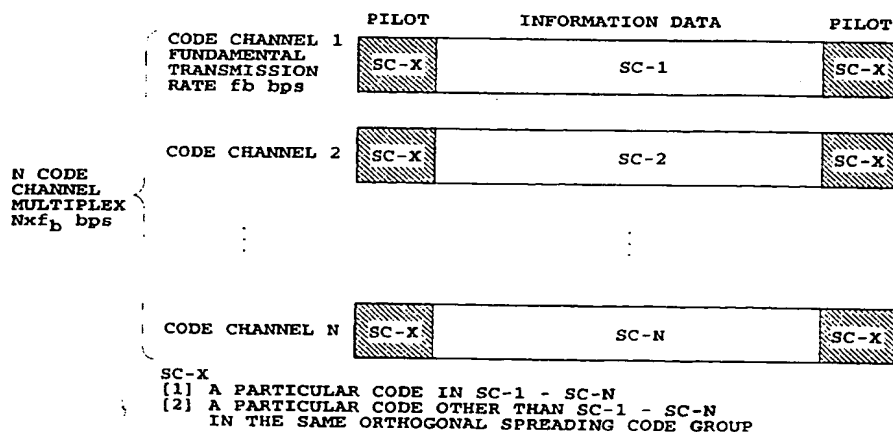 PILOT INFORMATION DATA PILOT
CODE CHANNEL 1
FUNDAMENTAL
TRANSMISSION
RATE fb bps
SC-X SC-1 SC-X
CODE CHANNEL 2
SC-X SC-2 SC-X
N CODE
CHANNEL
MULTIPLEX
Nxfb bps
CODE CHANNEL N
SC-X SC-N SC-X
SC-X
[1] A PARTICULAR CODE IN SC-1 - SC-N
[2] A PARTICULAR CODE OTHER THAN SC-1 - SC-N
IN THE SAME ORTHOGONAL SPREADING CODE GROUP